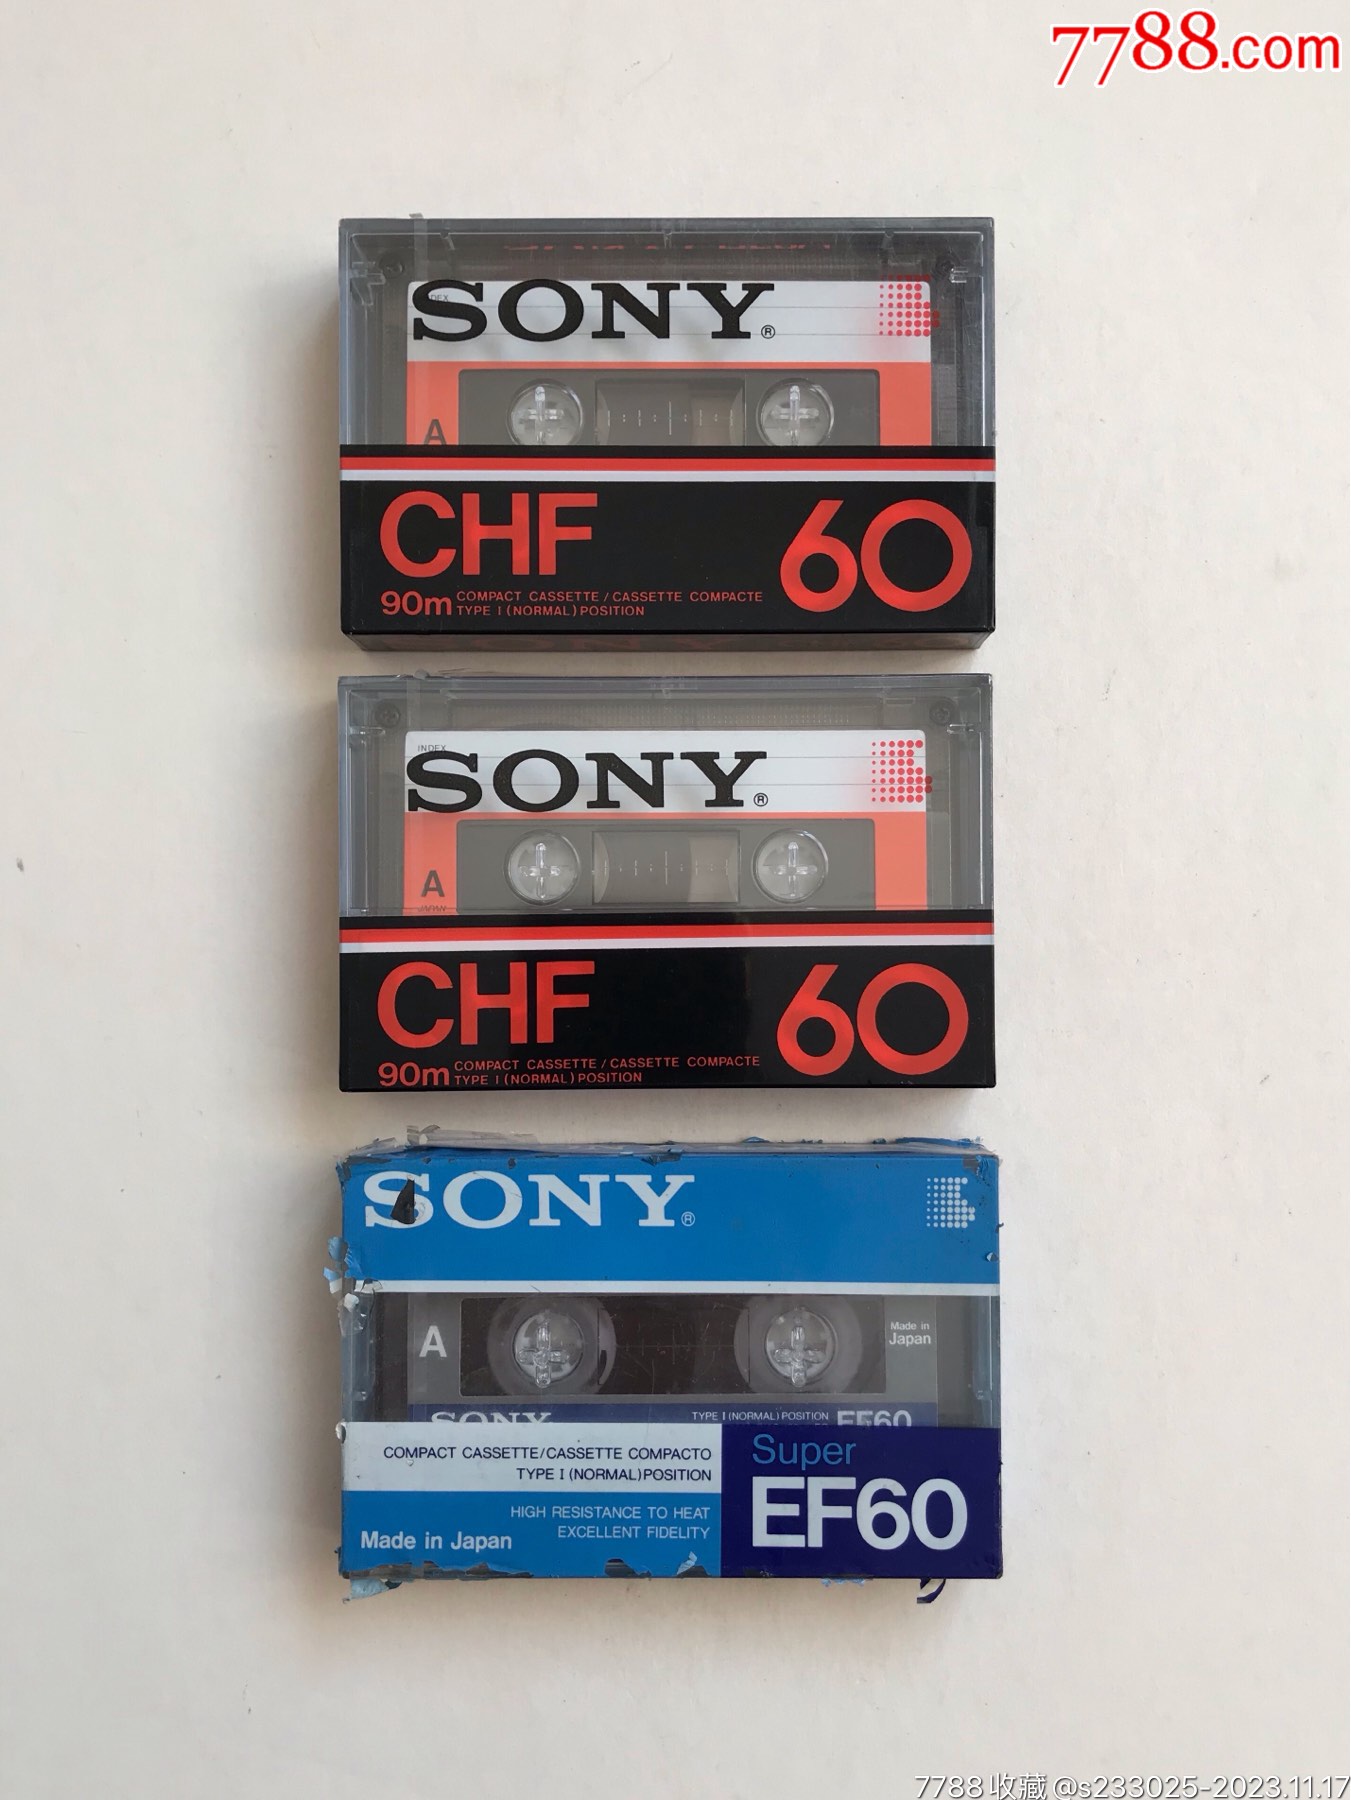 7788.com
INDEX
SONY®
A
CHF 60
90m COMPACT CASSETTE / CASSETTE COMPACTE
TYPE I (NORMAL) POSITION
INDEX
SONY®
A
JAPAN
CHF 60
90m COMPACT CASSETTE / CASSETTE COMPACTE
TYPE I (NORMAL) POSITION
SONY®
A
Made in
Japan
SONY TYPE I (NORMAL) POSITION EF60
COMPACT CASSETTE/CASSETTE COMPACTO
TYPE I (NORMAL) POSITION
HIGH RESISTANCE TO HEAT
EXCELLENT FIDELITY
Made in Japan
Super
EF60
7788收藏@s233025-2023.11.17